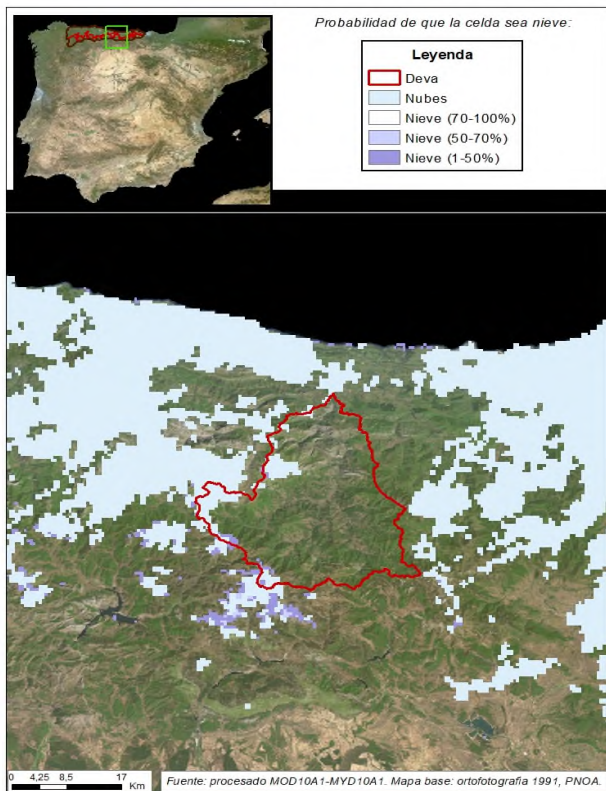 Probabilidad de que la celda sea nieve:
Leyenda
Deva
Nubes
Nieve (70-100%)
Nieve (50-70%)
Nieve (1-50%)
0 4,25 8,5 17
Km
Fuente: procesado MOD10A1-MYD10A1. Mapa base: ortofotografia 1991, PNOA.